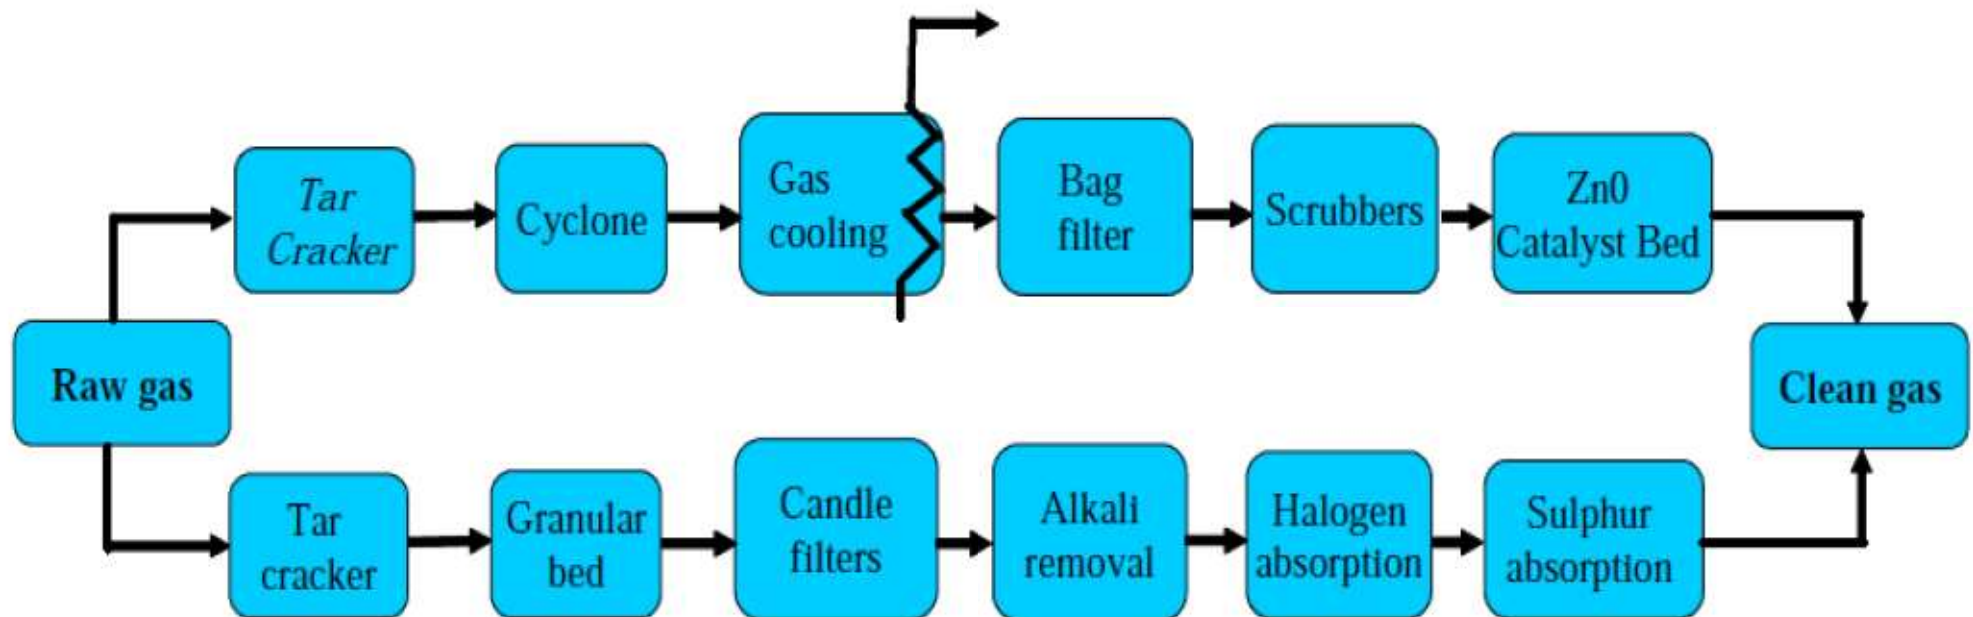 Tar
Cracker
Cyclone
Gas
cooling
Bag
filter
Scrubbers
Zn0
Catalyst Bed
Raw gas
Clean gas
Tar
cracker
Granular
bed
Candle
filters
Alkali
removal
Halogen
absorption
Sulphur
absorption